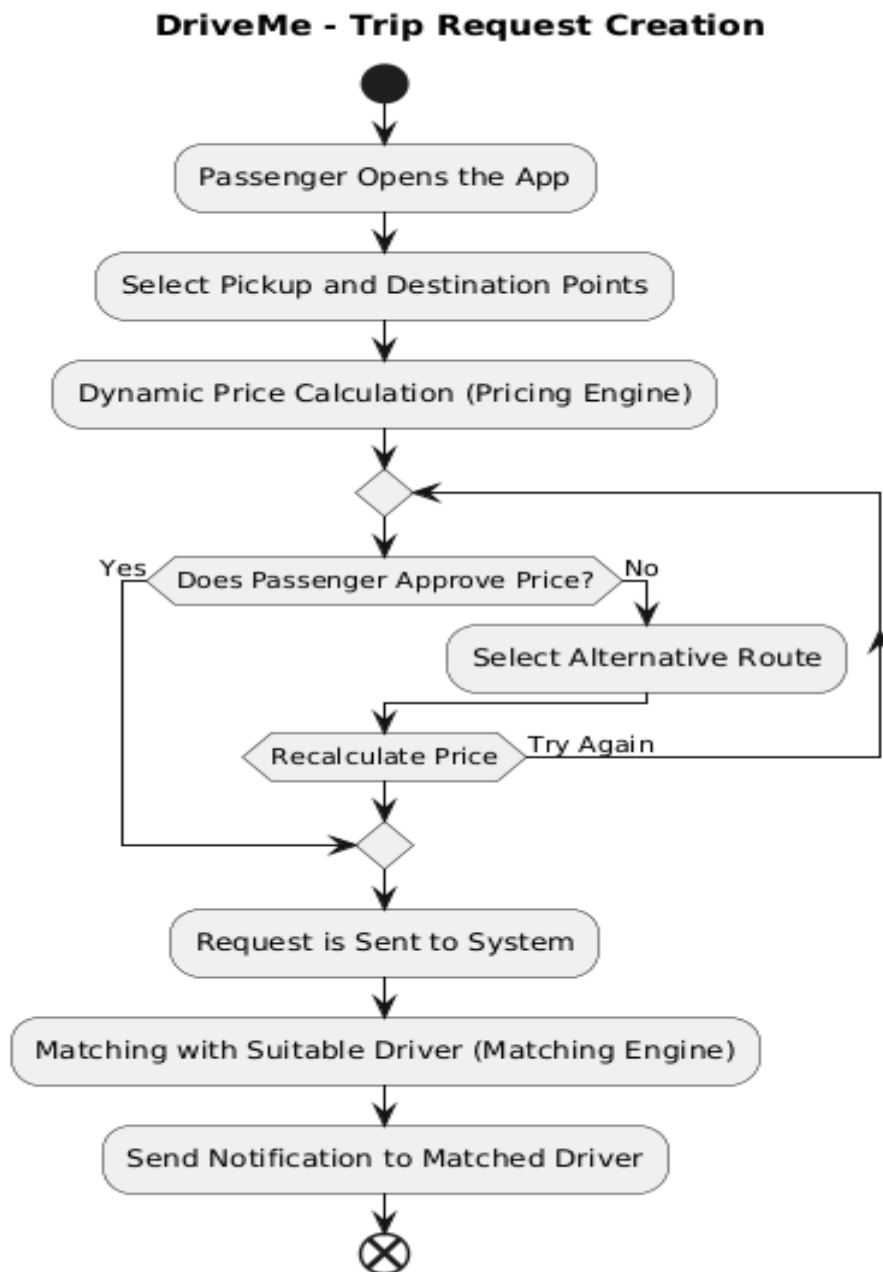 DriveMe - Trip Request Creation
Passenger Opens the App
Select Pickup and Destination Points
Dynamic Price Calculation (Pricing Engine)
Yes
Does Passenger Approve Price?
No
Select Alternative Route
Recalculate Price
Try Again
Request is Sent to System
Matching with Suitable Driver (Matching Engine)
Send Notification to Matched Driver